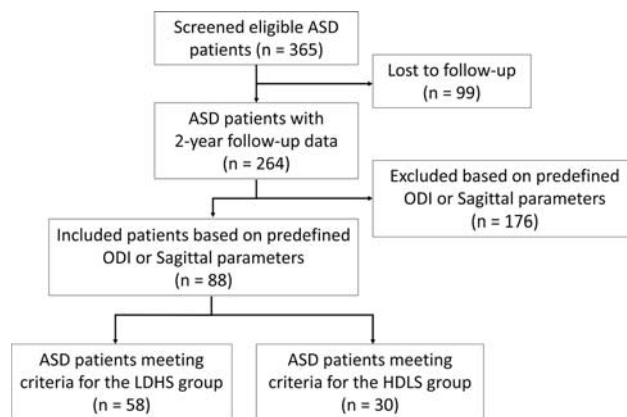 Screened eligible ASD
patients (n = 365)
Lost to follow-up
(n = 99)
ASD patients with
2-year follow-up data
(n = 264)
Excluded based on predefined
ODI or Sagittal parameters
(n = 176)
Included patients based on predefined
ODI or Sagittal parameters
(n = 88)
ASD patients meeting
criteria for the LDHS group
(n = 58)
ASD patients meeting
criteria for the HDLS group
(n = 30)